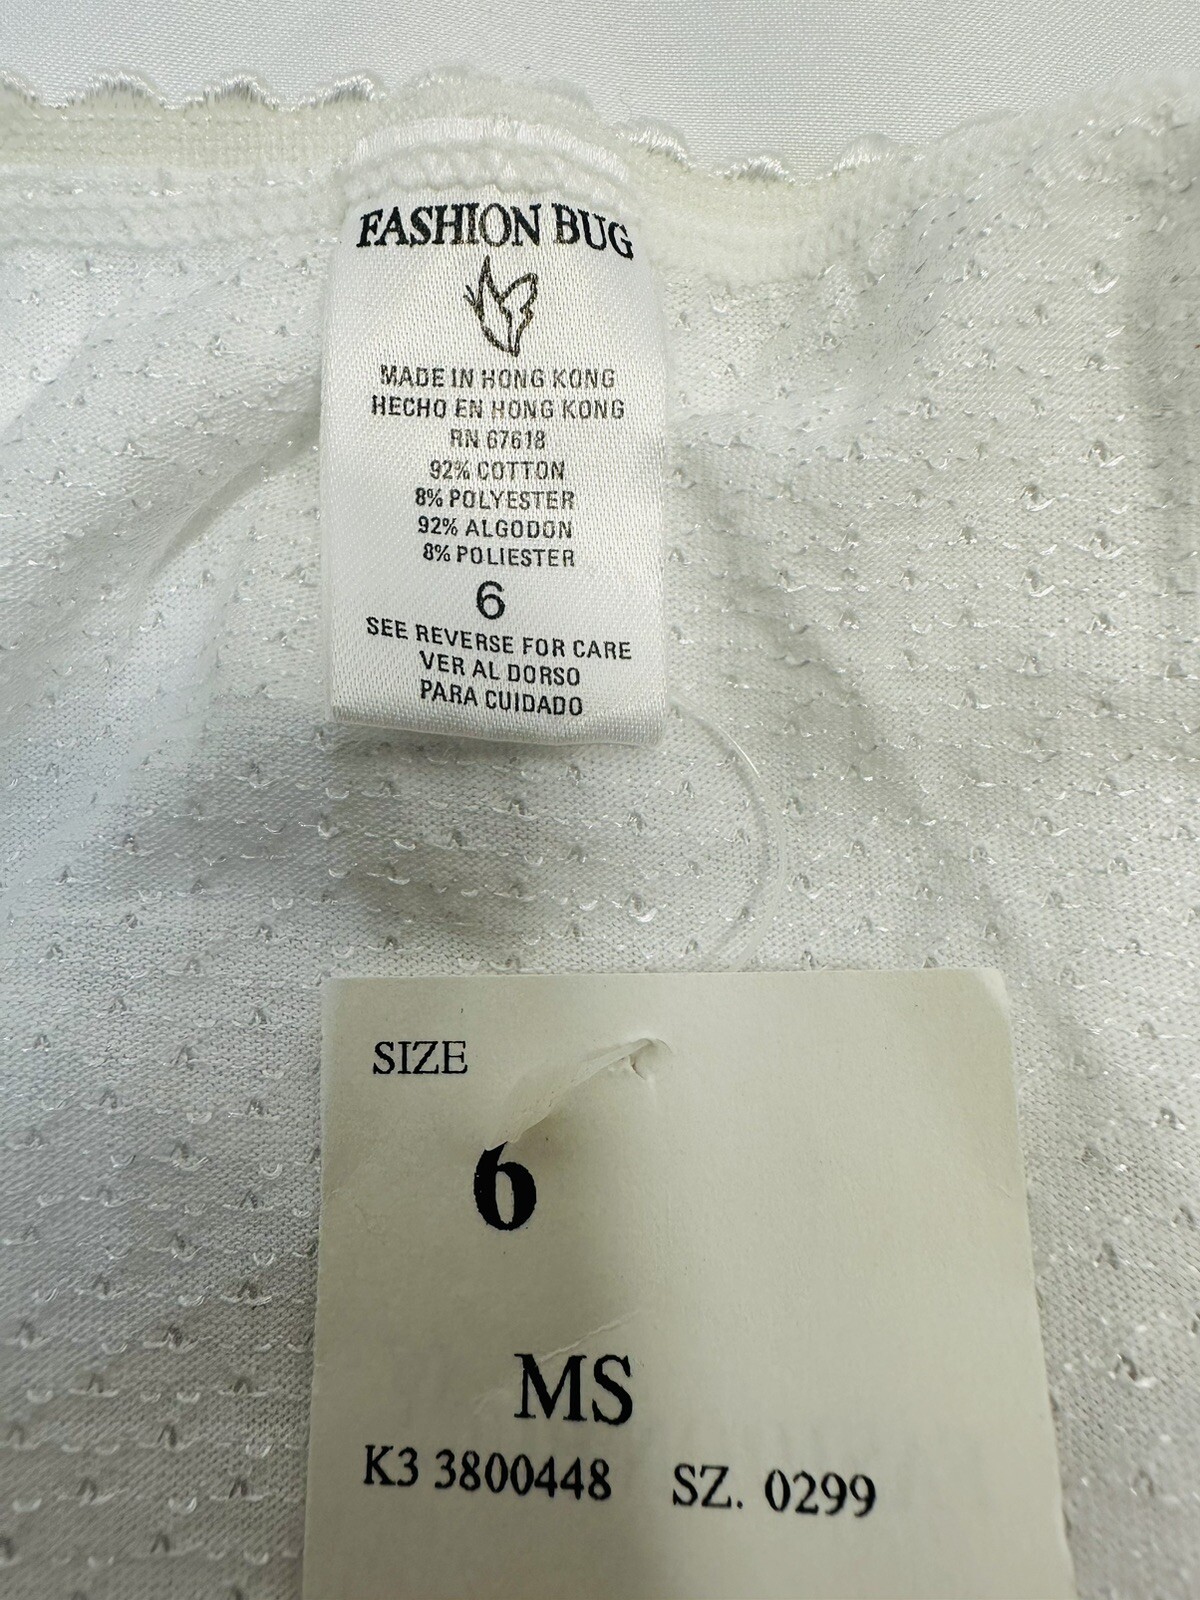 FASHION BUG
MADE IN HONG KONG
HECHO EN HONG KONG
RN 67618
92% COTTON
8% POLYESTER
92% ALGODON
8% POLIESTER
6
SEE REVERSE FOR CARE
VER AL DORSO
PARA CUIDADO
SIZE
6
MS
K3 3800448 SZ. 0299